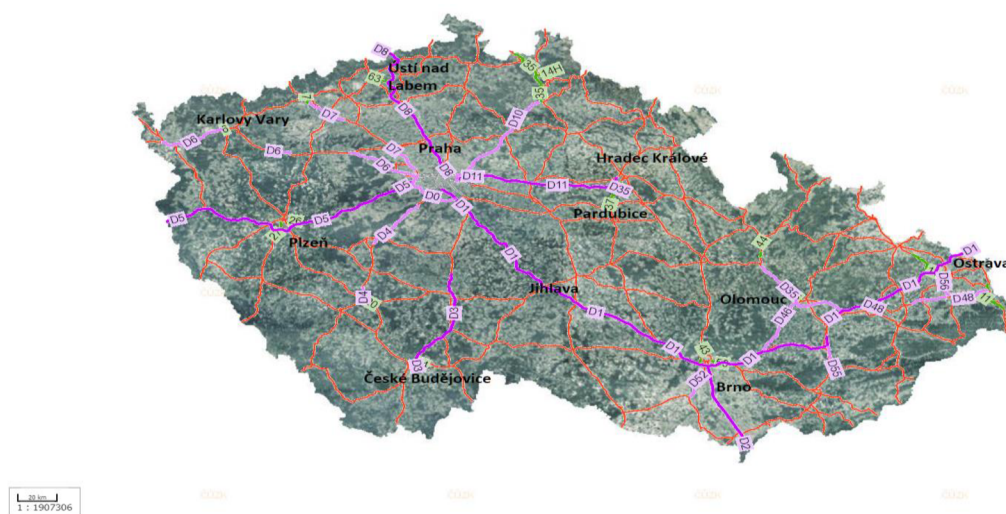 D8
Ústí nad
Labem
63
35
14H
35
7
D7
D8
D10
Karlovy Vary
6
D6
D6
D7
D6
Praha
D8
D11
D11
Hradec Králové
D35
D5
D0
D1
37
Pardubice
D5
26
D5
Plzeň
D4
D1
44
D1
Ostrava
D4
D3
Jihlava
D1
Olomouc
D35
D1
D56
D48
D48
11
D46
D1
D3
České Budějovice
D1
43
D1
D52
Brno
D55
D2
20 km
1 : 1907306